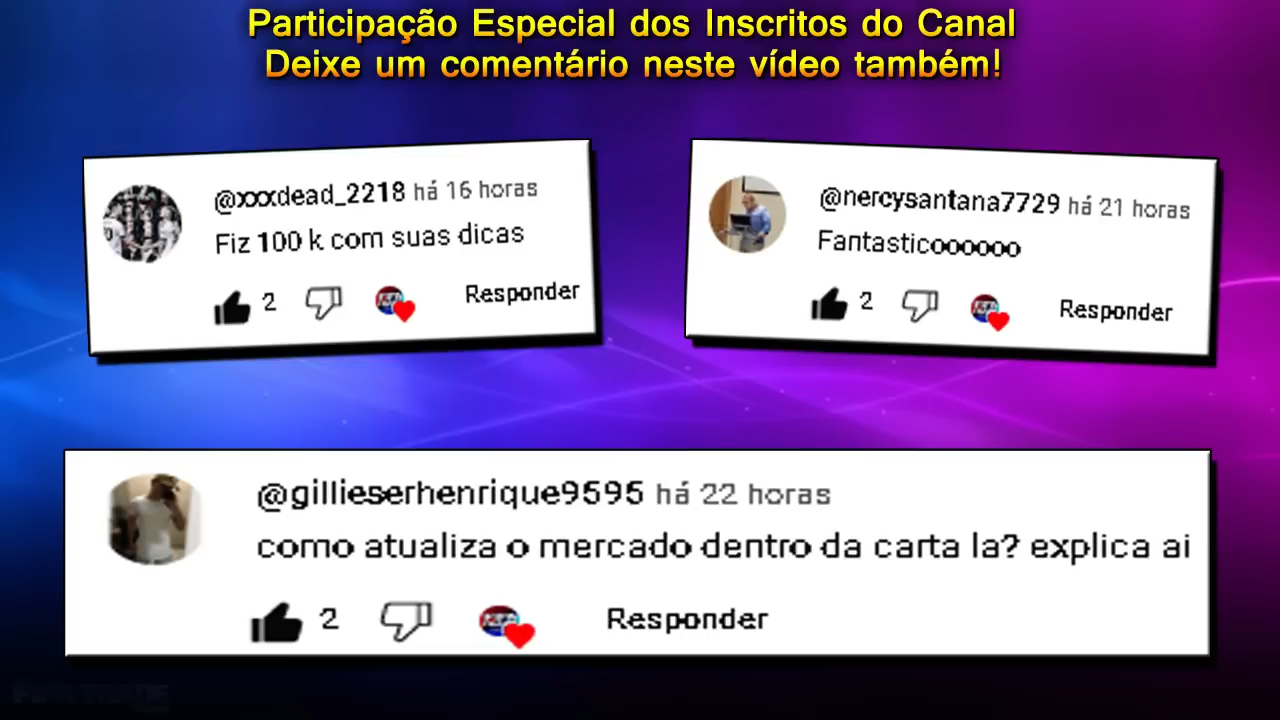 Participação Especial dos Inscritos do Canal
Deixe um comentário neste vídeo também!
@xxxdead_2218 há 16 horas
Fiz 100 k com suas dicas
2 Responder
@nercysantana7729 há 21 horas
Fantasticoooooo
2 Responder
@gillieserhenrique9595 há 22 horas
como atualiza o mercado dentro da carta la? explica ai
2 Responder